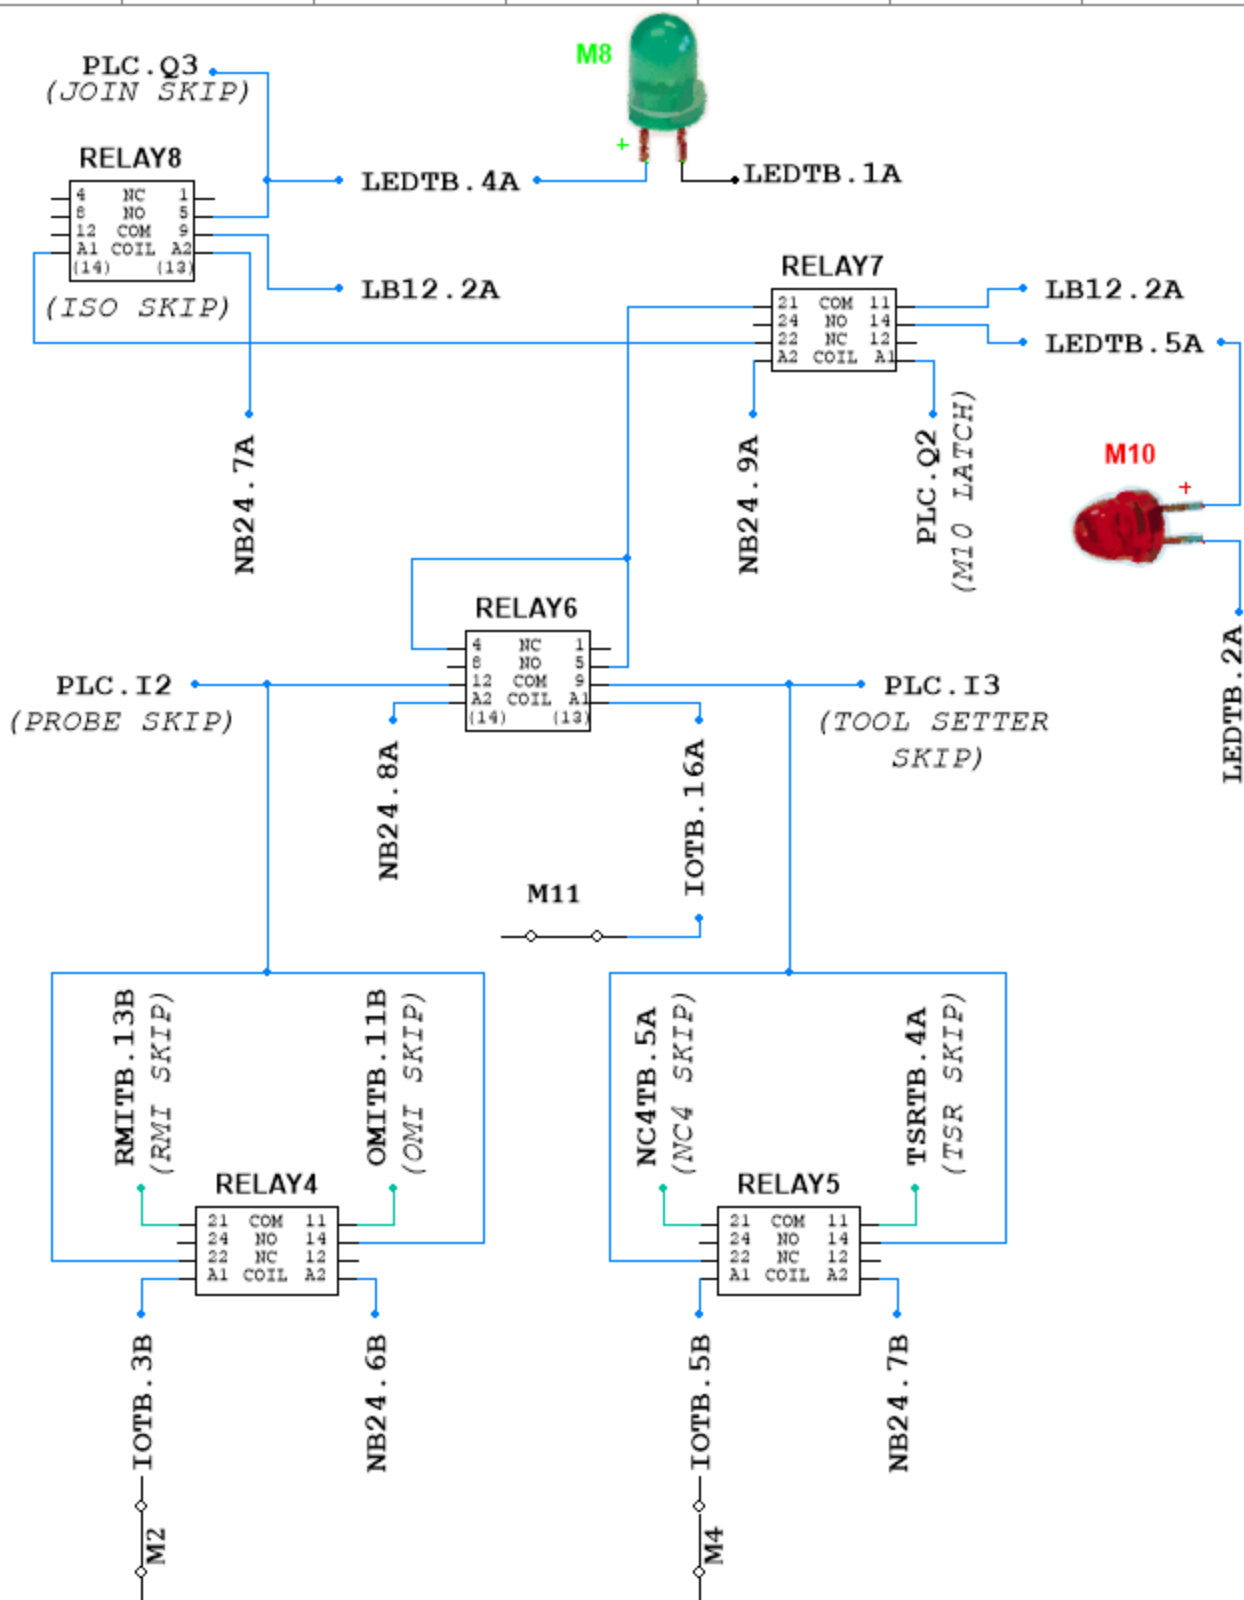 M8
PLC.Q3
(JOIN SKIP)
+
RELAY8
LEDTB.4A
LEDTB.1A
4 NC 1
8 NO 5
12 COM 9
A1 COIL A2
(14) (13)
(ISO SKIP)
LB12.2A
RELAY7
21 COM 11
24 NO 14
22 NC 12
A2 COIL A1
LB12.2A
LEDTB.5A
NB24.7A
NB24.9A
PLC.Q2
(M10 LATCH)
M10
+
LEDTB.2A
RELAY6
4 NC 1
8 NO 5
12 COM 9
A2 COIL A1
(14) (13)
PLC.I2
(PROBE SKIP)
PLC.I3
(TOOL SETTER
SKIP)
NB24.8A
IOTB.16A
M11
RMITB.13B
(RMI SKIP)
OMITB.11B
(OMI SKIP)
NC4TB.5A
(NC4 SKIP)
TSRTB.4A
(TSR SKIP)
RELAY4
21 COM 11
24 NO 14
22 NC 12
A1 COIL A2
RELAY5
21 COM 11
24 NO 14
22 NC 12
A1 COIL A2
IOTB.3B
NB24.6B
IOTB.5B
NB24.7B
M2
M4